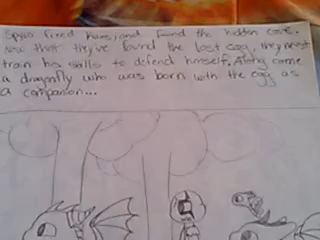 Spyro freed hunter, and found the hidden cave.
Now that they've found the lost egg, they must
train his skills to defend himself. Along came
a dragonfly who was born with the egg as
a companion...